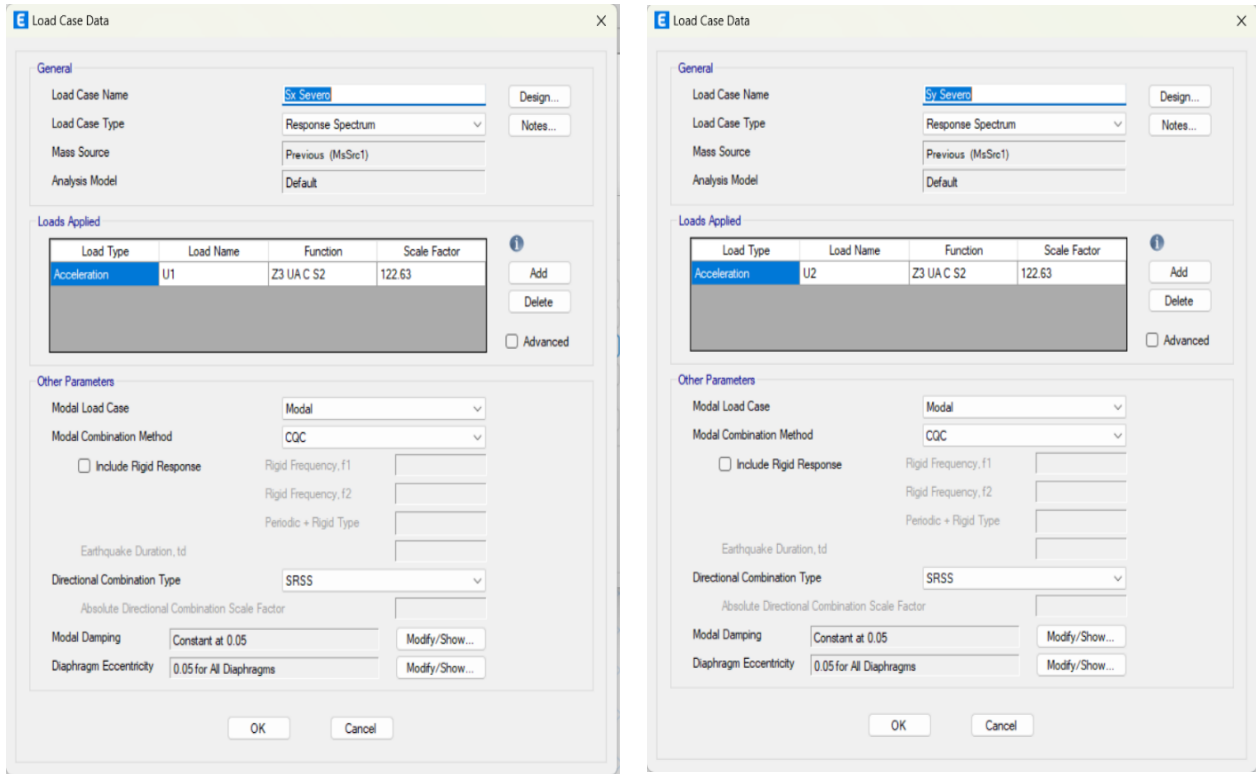 E Load Case Data X
General
Load Case Name Sx Severo Design...
Load Case Type Response Spectrum Notes...
Mass Source Previous (MsSrc1)
Analysis Model Default
Loads Applied
Load Type Load Name Function Scale Factor
Acceleration U1 Z3 UA C S2 122.63
Add
Delete
Advanced
Other Parameters
Modal Load Case Modal
Modal Combination Method CQC
Include Rigid Response Rigid Frequency, f1
Rigid Frequency, f2
Periodic + Rigid Type
Earthquake Duration, td
Directional Combination Type SRSS
Absolute Directional Combination Scale Factor
Modal Damping Constant at 0.05 Modify/Show...
Diaphragm Eccentricity 0.05 for All Diaphragms Modify/Show...
OK Cancel
E Load Case Data X
General
Load Case Name Sy Severo Design...
Load Case Type Response Spectrum Notes...
Mass Source Previous (MsSrc1)
Analysis Model Default
Loads Applied
Load Type Load Name Function Scale Factor
Acceleration U2 Z3 UA C S2 122.63
Add
Delete
Advanced
Other Parameters
Modal Load Case Modal
Modal Combination Method CQC
Include Rigid Response Rigid Frequency, f1
Rigid Frequency, f2
Periodic + Rigid Type
Earthquake Duration, td
Directional Combination Type SRSS
Absolute Directional Combination Scale Factor
Modal Damping Constant at 0.05 Modify/Show...
Diaphragm Eccentricity 0.05 for All Diaphragms Modify/Show...
OK Cancel